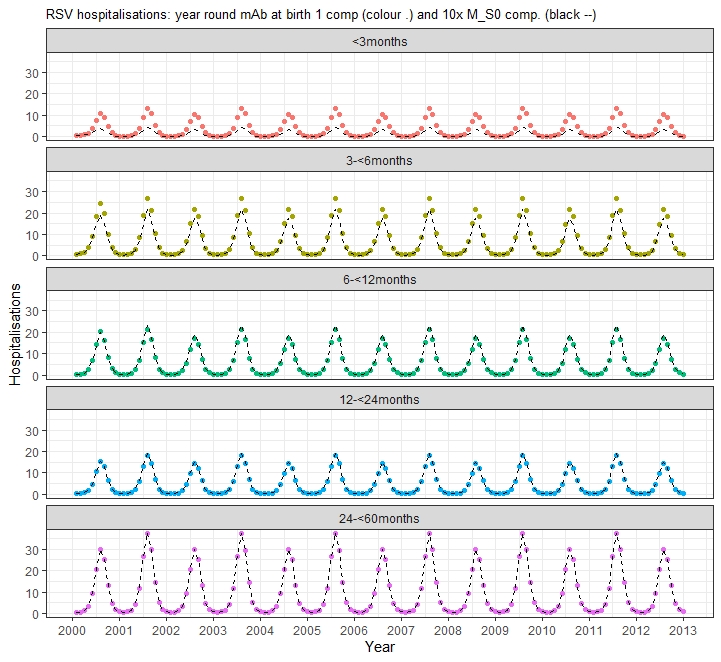 RSV hospitalisations: year round mAb at birth 1 comp (colour .) and 10x M_S0 comp. (black --)
<3months
30
20
10
0
3-<6months
30
20
10
0
6-<12months
30
20
10
0
12-<24months
30
20
10
0
24-<60months
30
20
10
0
Hospitalisations
2000 2001 2002 2003 2004 2005 2006 2007 2008 2009 2010 2011 2012 2013
Year